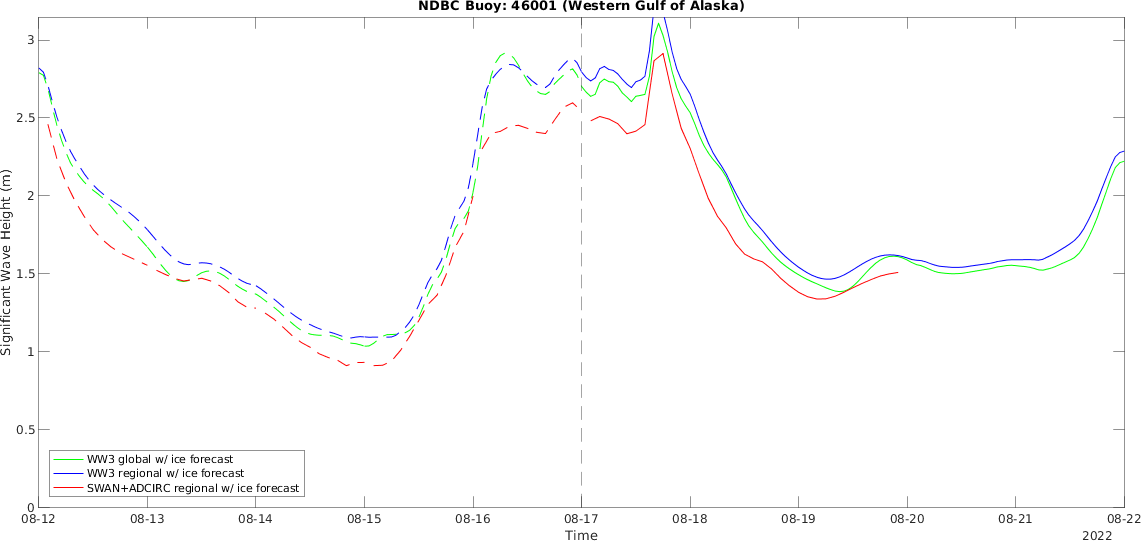 NDBC Buoy: 46001 (Western Gulf of Alaska)
3
2.5
2
1.5
1
0.5
0
Significant Wave Height (m)
WW3 global w/ ice forecast
WW3 regional w/ ice forecast
SWAN+ADCIRC regional w/ ice forecast
08-12 08-13 08-14 08-15 08-16 08-17 08-18 08-19 08-20 08-21 08-22
Time
2022